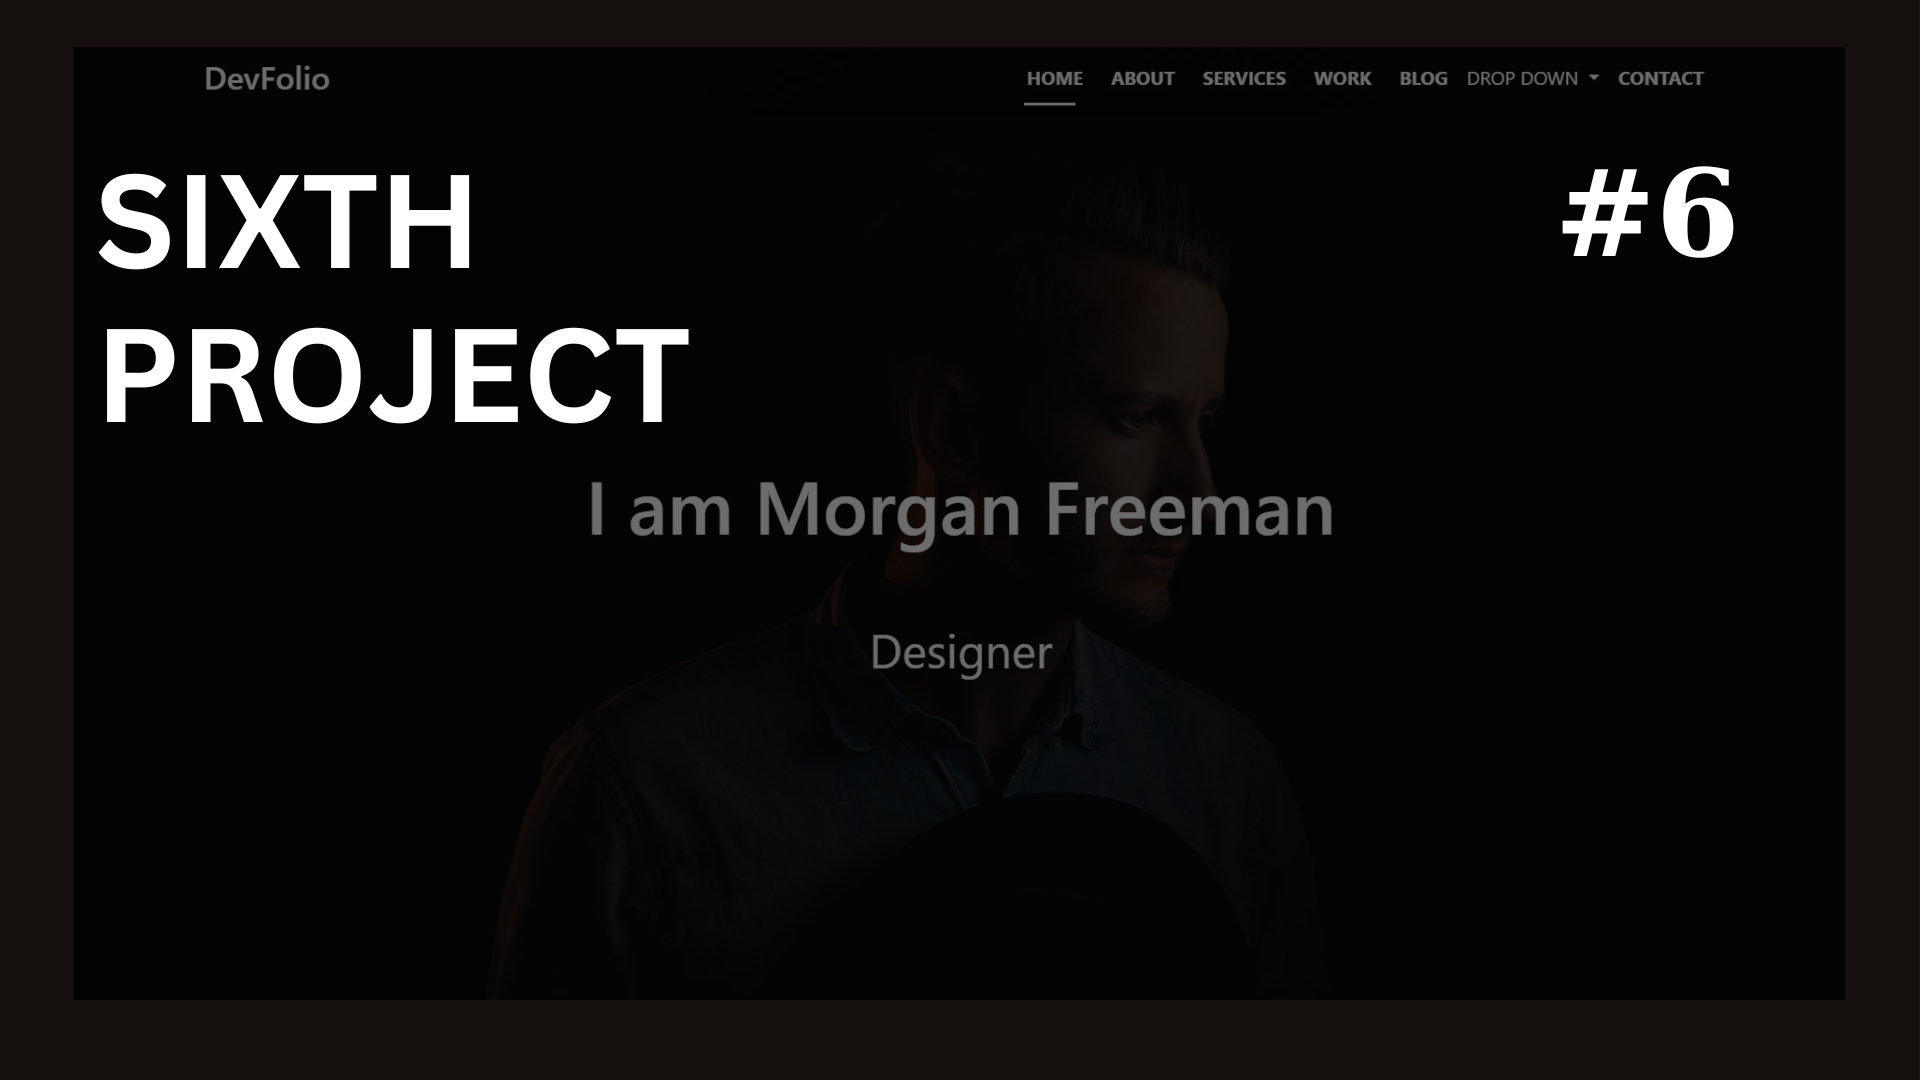 DevFolio
HOME ABOUT SERVICES WORK BLOG DROP DOWN CONTACT
SIXTH
PROJECT
#6
I am Morgan Freeman
Designer